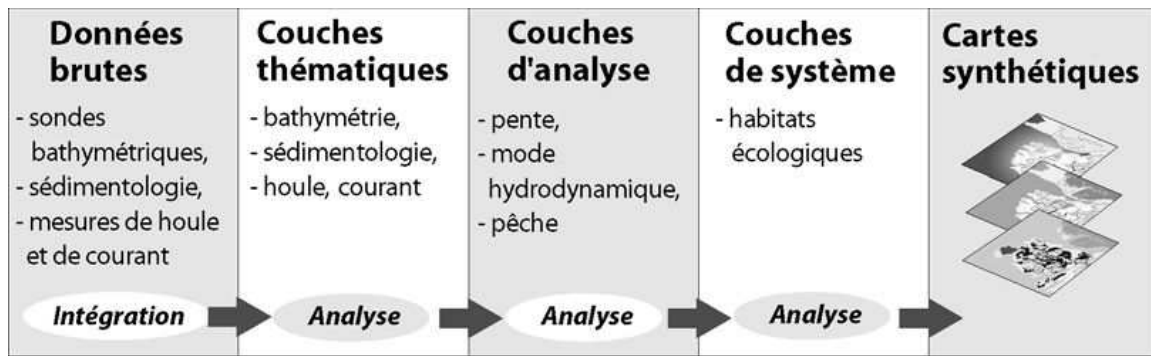 Données
brutes
- sondes
bathymétriques,
- sédimentologie,
- mesures de houle
et de courant
Intégration
Couches
thématiques
- bathymétrie,
- sédimentologie,
- houle, courant
Analyse
Couches
d'analyse
- pente,
- mode
hydrodynamique,
- pêche
Analyse
Couches
de système
- habitats
écologiques
Analyse
Cartes
synthétiques